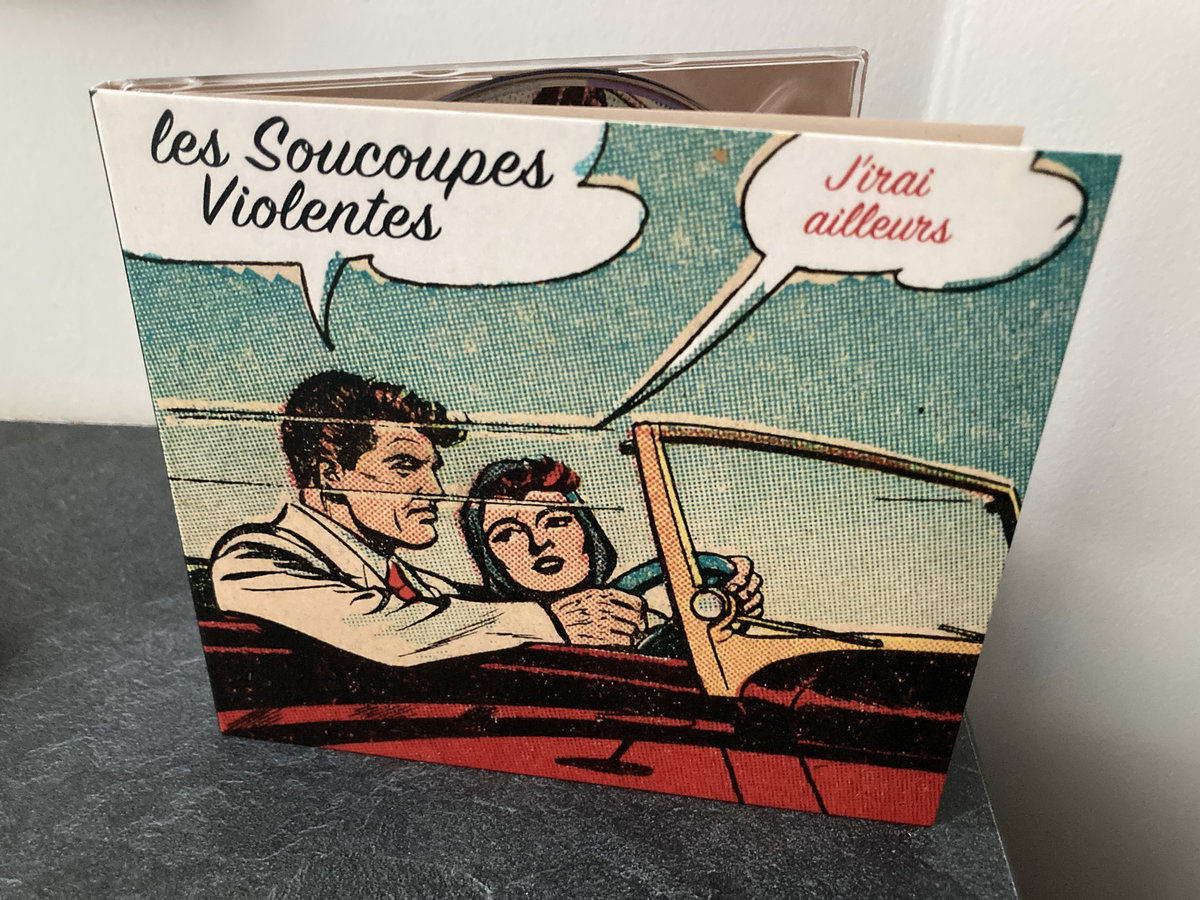 les Soucoupes
Violentes
J'irai
ailleurs